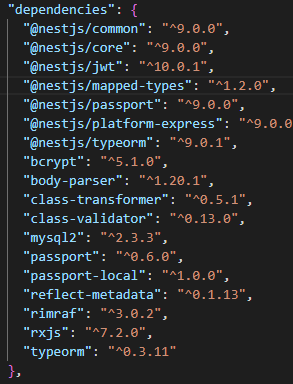 "dependencies": {
"@nestjs/common": "^9.0.0",
"@nestjs/core": "^9.0.0",
"@nestjs/jwt": "^10.0.1",
"@nestjs/mapped-types": "^1.2.0",
"@nestjs/passport": "^9.0.0",
"@nestjs/platform-express": "^9.0.0
"@nestjs/typeorm": "^9.0.1",
"bcrypt": "^5.1.0",
"body-parser": "^1.20.1",
"class-transformer": "^0.5.1",
"class-validator": "^0.13.0",
"mysql2": "^2.3.3",
"passport": "^0.6.0",
"passport-local": "^1.0.0",
"reflect-metadata": "^0.1.13",
"rimraf": "^3.0.2",
"rxjs": "^7.2.0",
"typeorm": "^0.3.11"
},